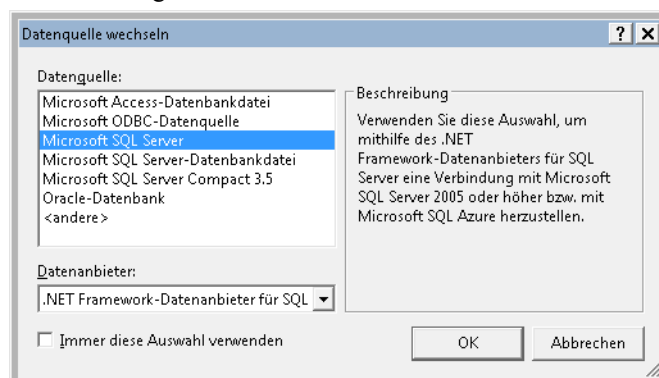 Datenquelle wechseln
Datenquelle:
Microsoft Access-Datenbankdatei
Microsoft ODBC-Datenquelle
Microsoft SQL Server
Microsoft SQL Server-Datenbankdatei
Microsoft SQL Server Compact 3.5
Oracle-Datenbank
<andere>
Beschreibung
Verwenden Sie diese Auswahl, um
mithilfe des .NET
Framework-Datenanbieters für SQL
Server eine Verbindung mit Microsoft
SQL Server 2005 oder höher bzw. mit
Microsoft SQL Azure herzustellen.
Datenanbieter:
.NET Framework-Datenanbieter für SQL
Immer diese Auswahl verwenden
OK
Abbrechen